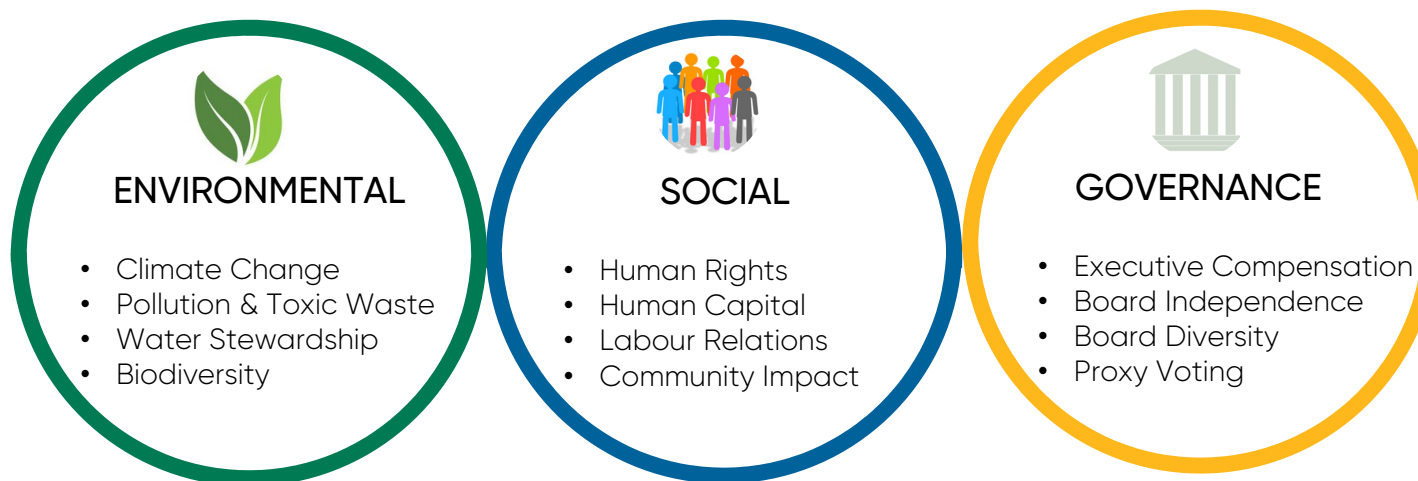 ENVIRONMENTAL
• Climate Change
• Pollution & Toxic Waste
• Water Stewardship
• Biodiversity
SOCIAL
• Human Rights
• Human Capital
• Labour Relations
• Community Impact
GOVERNANCE
• Executive Compensation
• Board Independence
• Board Diversity
• Proxy Voting